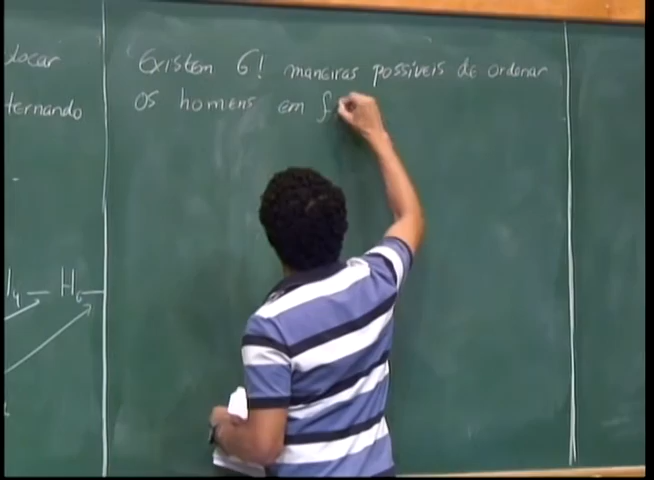 locar
ternando
H₄ – H₆ –
Existem 6! maneiras possíveis de ordenar
os homens em f